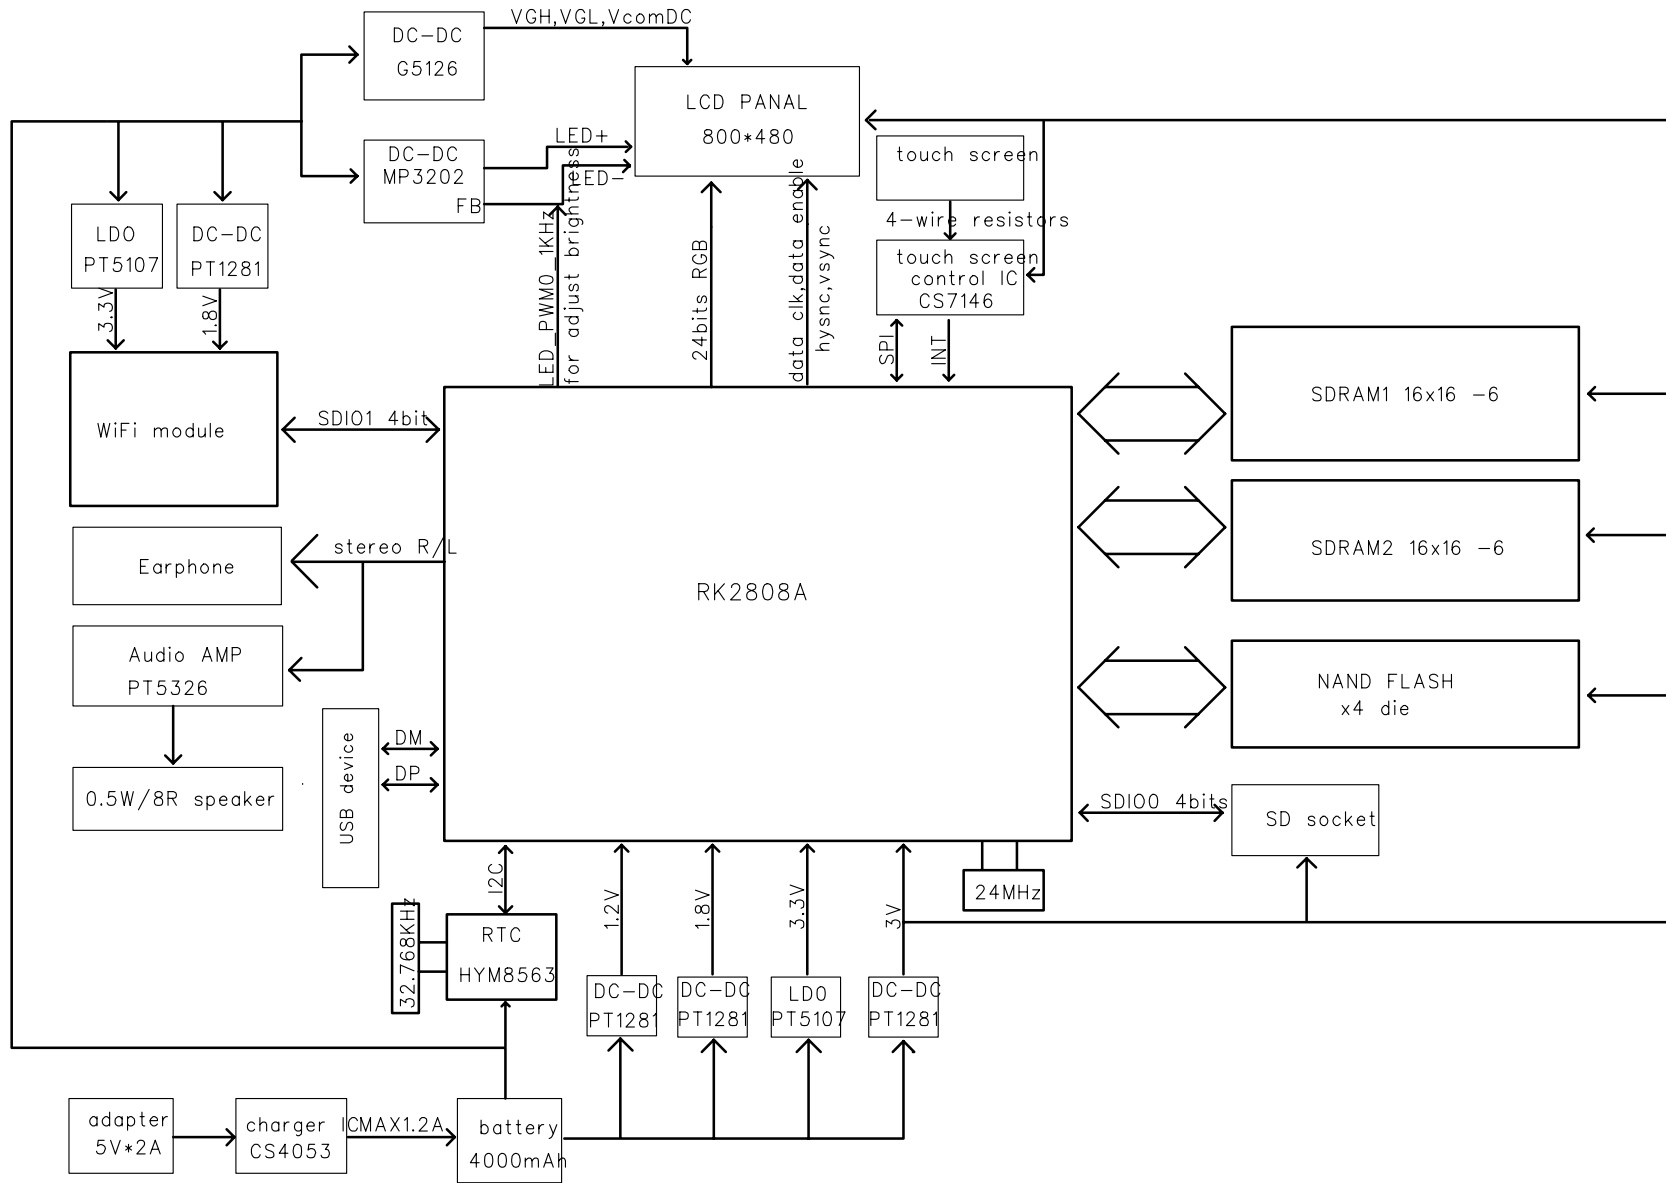 VGH,VGL,VcomDC
DC-DC
G5126
LCD PANAL
800*480
DC-DC
MP3202
FB
LED+
LED-
touch screen
4-wire resistors
touch screen
control IC
CS7146
LDO
PT5107
DC-DC
PT1281
3.3V
1.8V
LED_PWM0_1KHz
for adjust brightness
24bits RGB
data clk,data enable
hysnc,vsync
SPI
INT
WiFi module
SDIO1 4bit
SDRAM1 16x16 -6
SDRAM2 16x16 -6
Earphone
stereo R/L
RK2808A
Audio AMP
PT5326
NAND FLASH
x4 die
USB device
DM
DP
0.5W/8R speaker
SDIO0 4bits
SD socket
I2C
1.2V
1.8V
3.3V
3V
24MHz
32.768KHz
RTC
HYM8563
DC-DC
PT1281
DC-DC
PT1281
LDO
PT5107
DC-DC
PT1281
adapter
5V*2A
charger
CS4053
ICMAX1.2A
battery
4000mAh